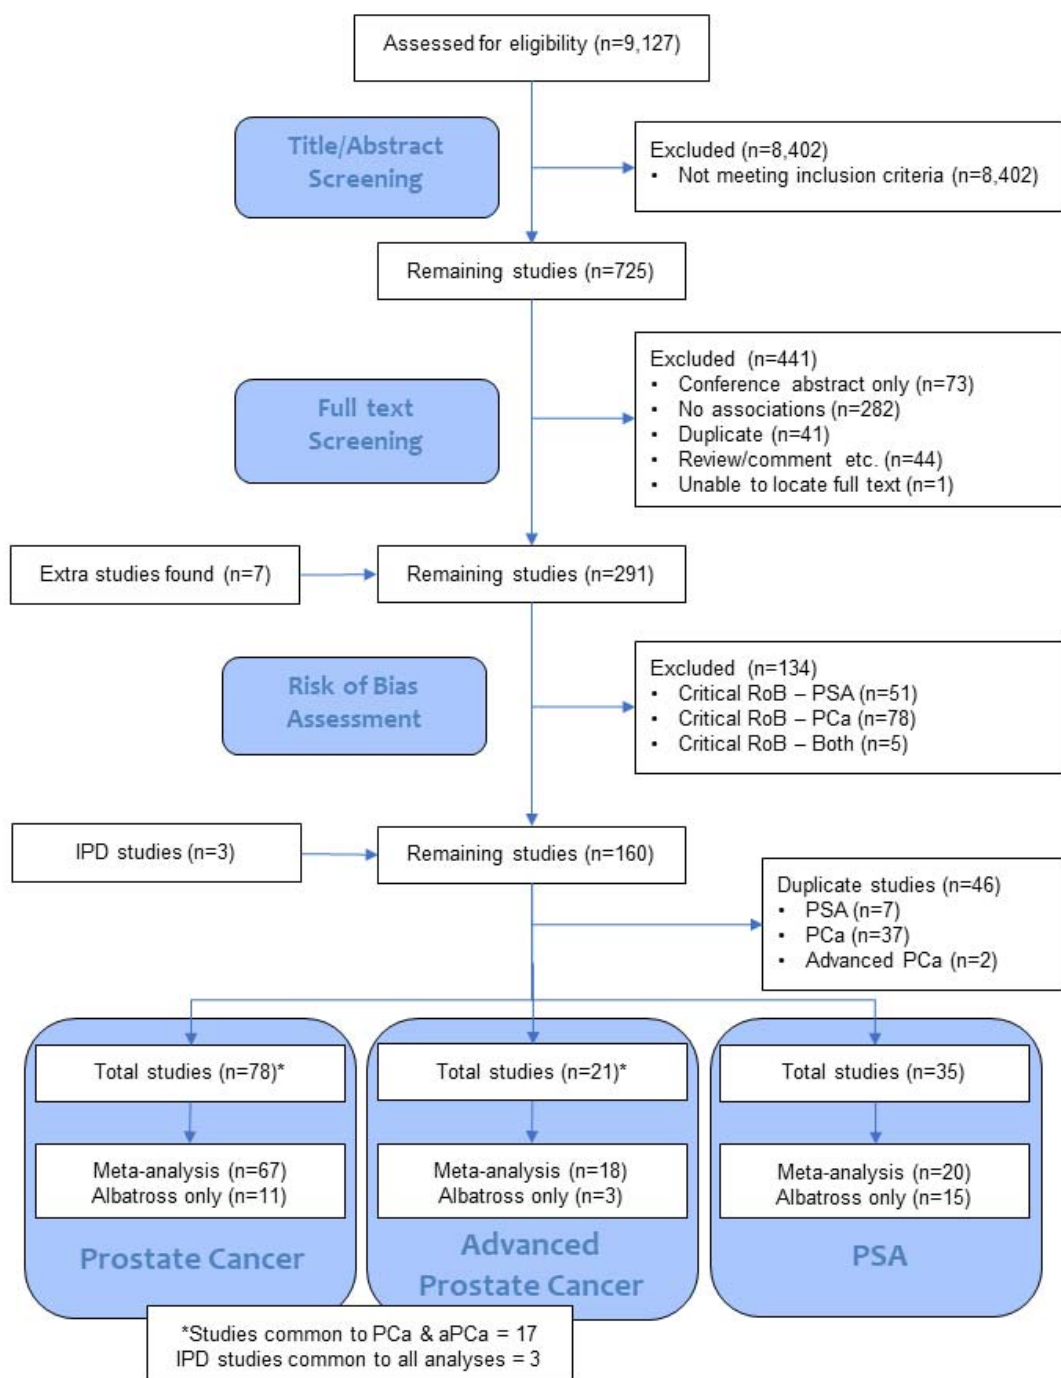 Assessed for eligibility (n=9,127)
Title/Abstract
Screening
Excluded (n=8,402)
• Not meeting inclusion criteria (n=8,402)
Remaining studies (n=725)
Full text
Screening
Excluded (n=441)
• Conference abstract only (n=73)
• No associations (n=282)
• Duplicate (n=41)
• Review/comment etc. (n=44)
• Unable to locate full text (n=1)
Extra studies found (n=7)
Remaining studies (n=291)
Risk of Bias
Assessment
Excluded (n=134)
• Critical RoB – PSA (n=51)
• Critical RoB – PCa (n=78)
• Critical RoB – Both (n=5)
IPD studies (n=3)
Remaining studies (n=160)
Duplicate studies (n=46)
• PSA (n=7)
• PCa (n=37)
• Advanced PCa (n=2)
Total studies (n=78)*
Meta-analysis (n=67)
Albatross only (n=11)
Prostate Cancer
Total studies (n=21)*
Meta-analysis (n=18)
Albatross only (n=3)
Advanced
Prostate Cancer
Total studies (n=35)
Meta-analysis (n=20)
Albatross only (n=15)
PSA
*Studies common to PCa & aPCa = 17
IPD studies common to all analyses = 3